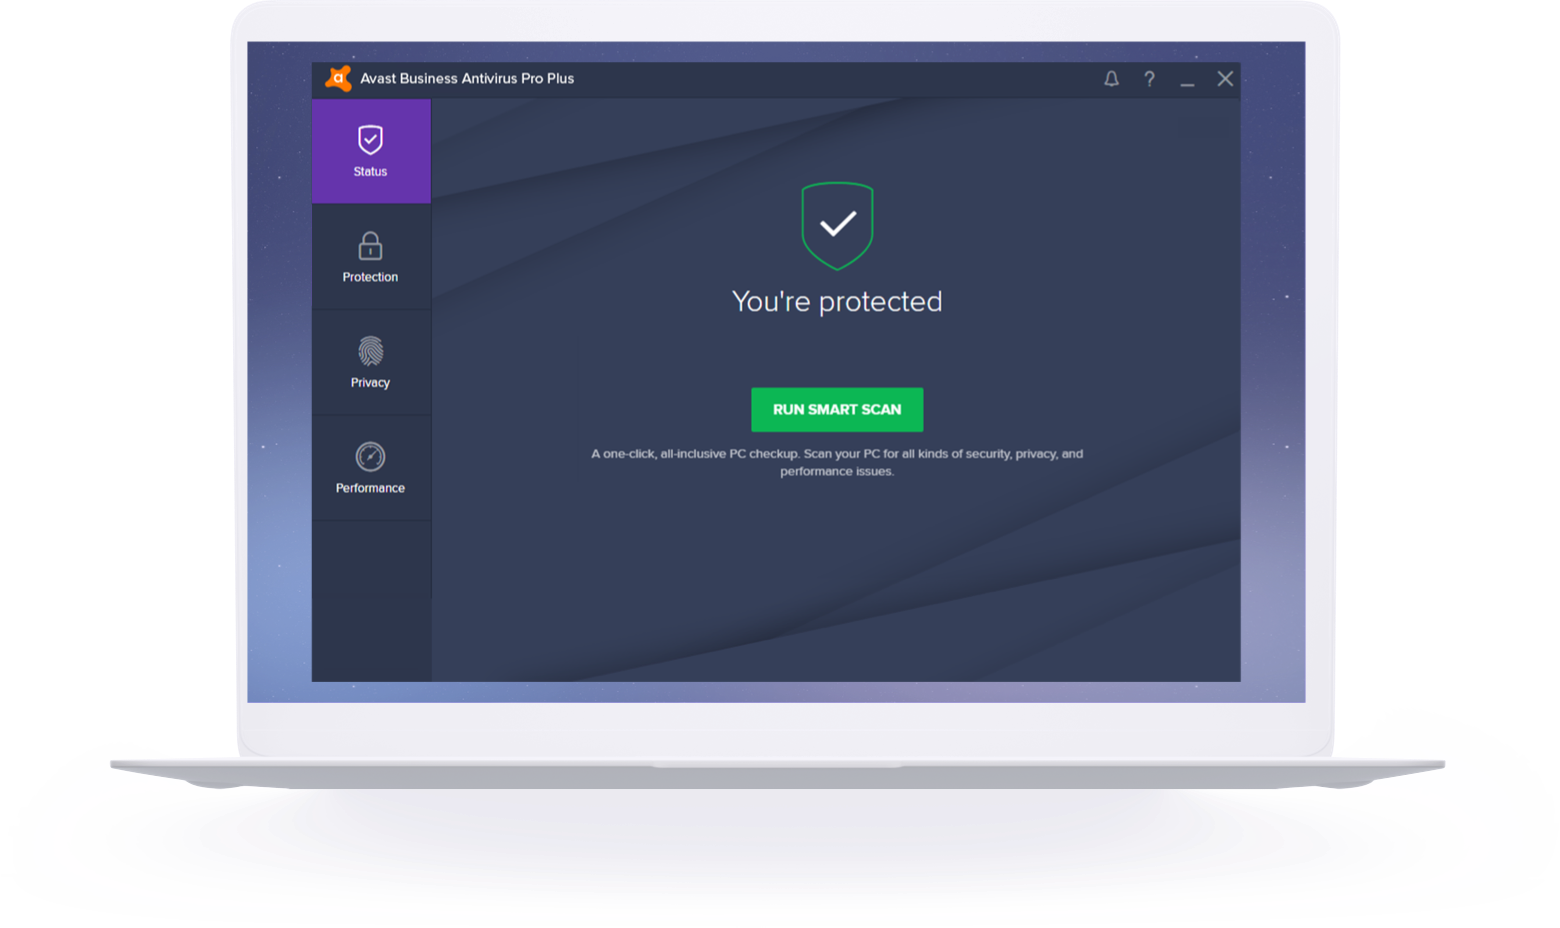 Avast Business Antivirus Pro Plus
Status
Protection
Privacy
Performance
You're protected
RUN SMART SCAN
A one-click, all-inclusive PC checkup. Scan your PC for all kinds of security, privacy, and
performance issues.